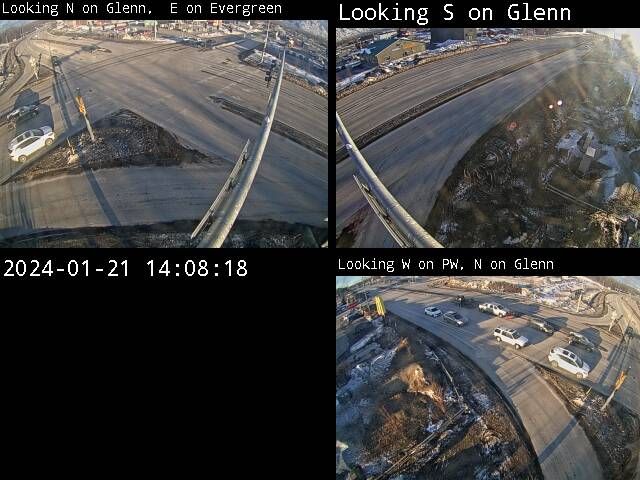 Looking N on Glenn,  E on Evergreen
Looking S on Glenn
2024-01-21 14:08:18
Looking W on PW, N on Glenn